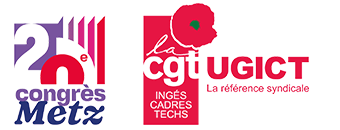 20e
congrès
Metz
la
cgt UGICT
La référence syndicale
INGÉS
CADRES
TECHS